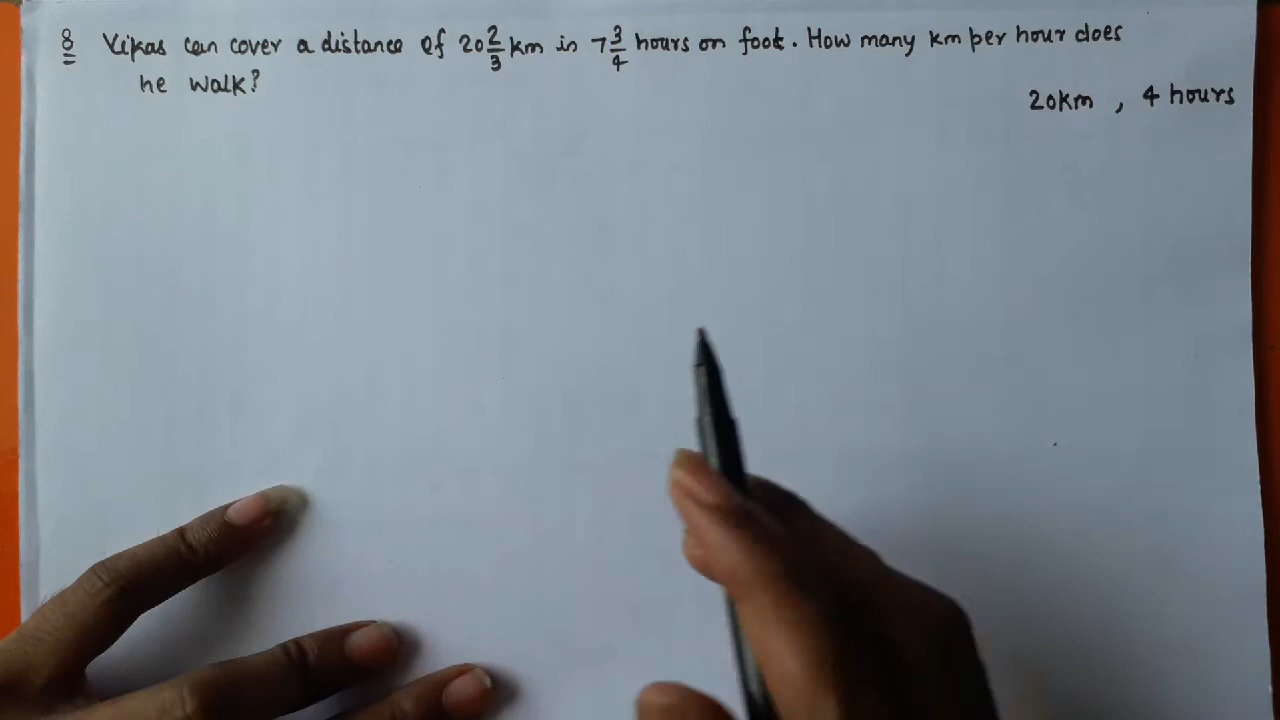 8 Vikas can cover a distance of 20 2/3 km in 7 3/4 hours on foot. How many km per hour does
he walk?
20km , 4 hours